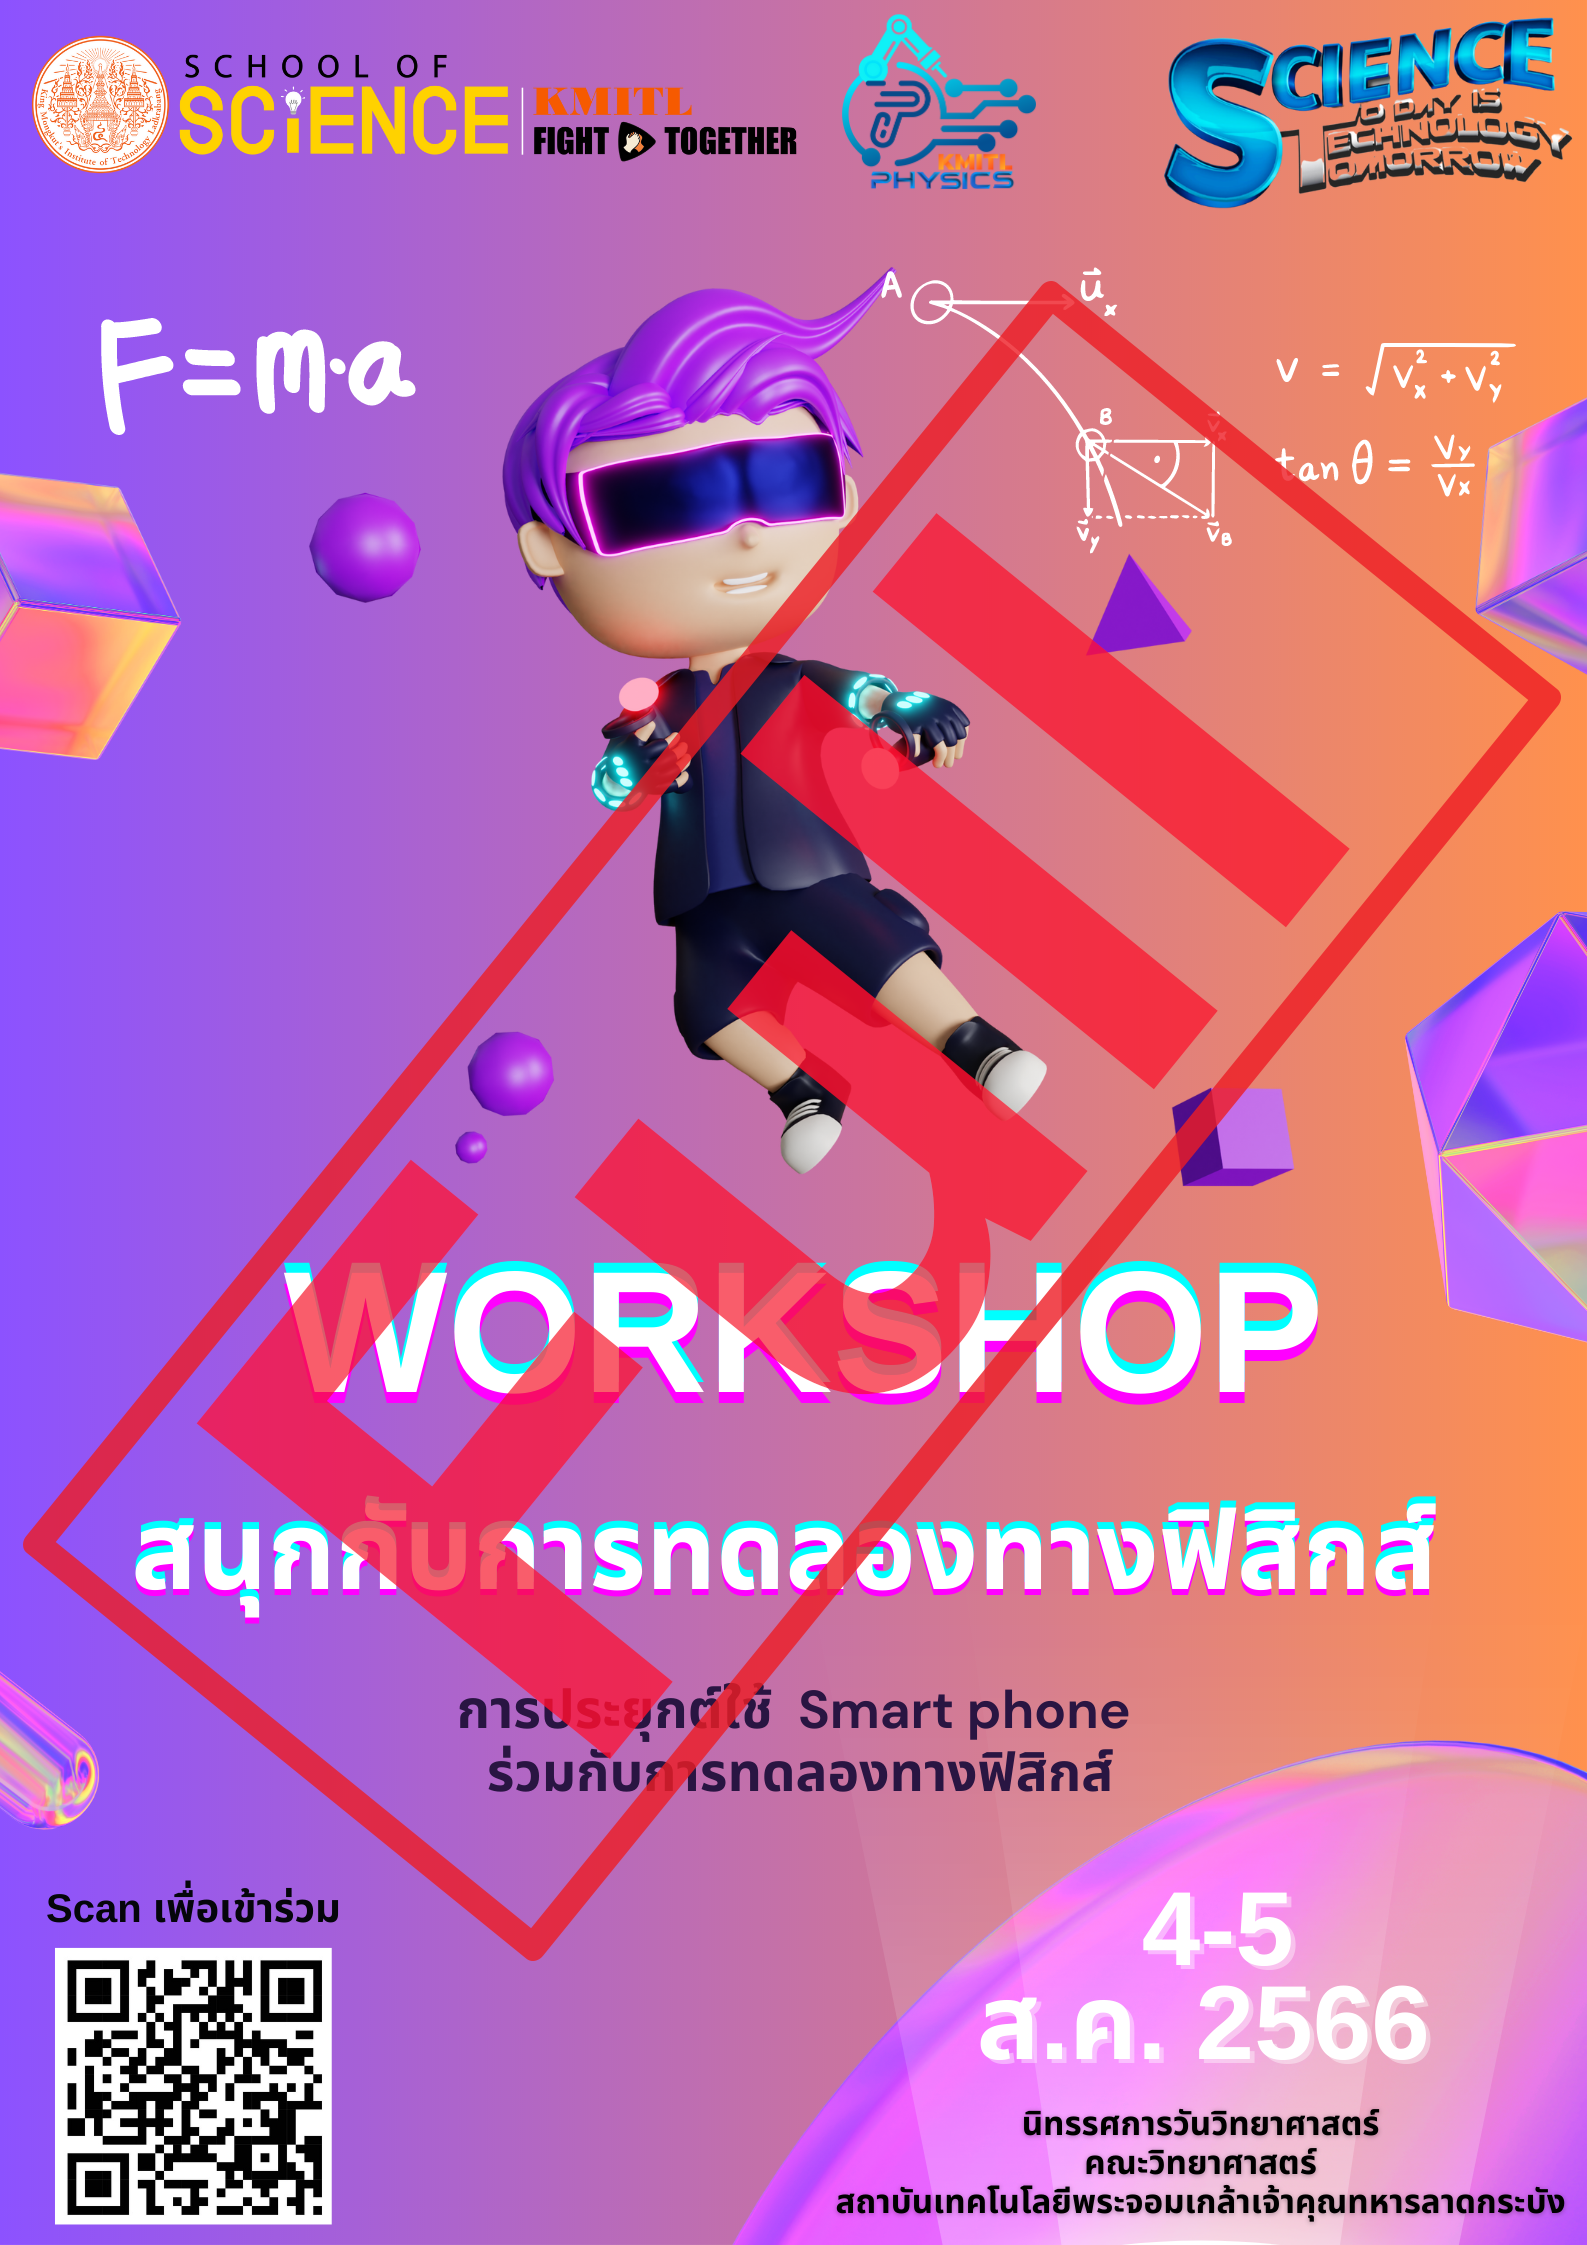 King Mongkut's Institute of Technology Ladkrabang
SCHOOL OF
SCiENCE
KMITL
FIGHT TOGETHER
KMITL
PHYSICS
SCIENCE
TODAY IS
TECHNOLOGY
TOMORROW
F=m·a
A
u⃗ₓ
B
v⃗ₓ
v⃗y
v⃗B
v = √(vₓ² + vy²)
tan θ = vy/vx
เต็ม
WORKSHOP
สนุกกับการทดลองทางฟิสิกส์
การประยุกต์ใช้ Smart phone
ร่วมกับการทดลองทางฟิสิกส์
Scan เพื่อเข้าร่วม
4-5
ส.ค. 2566
นิทรรศการวันวิทยาศาสตร์
คณะวิทยาศาสตร์
สถาบันเทคโนโลยีพระจอมเกล้าเจ้าคุณทหารลาดกระบัง